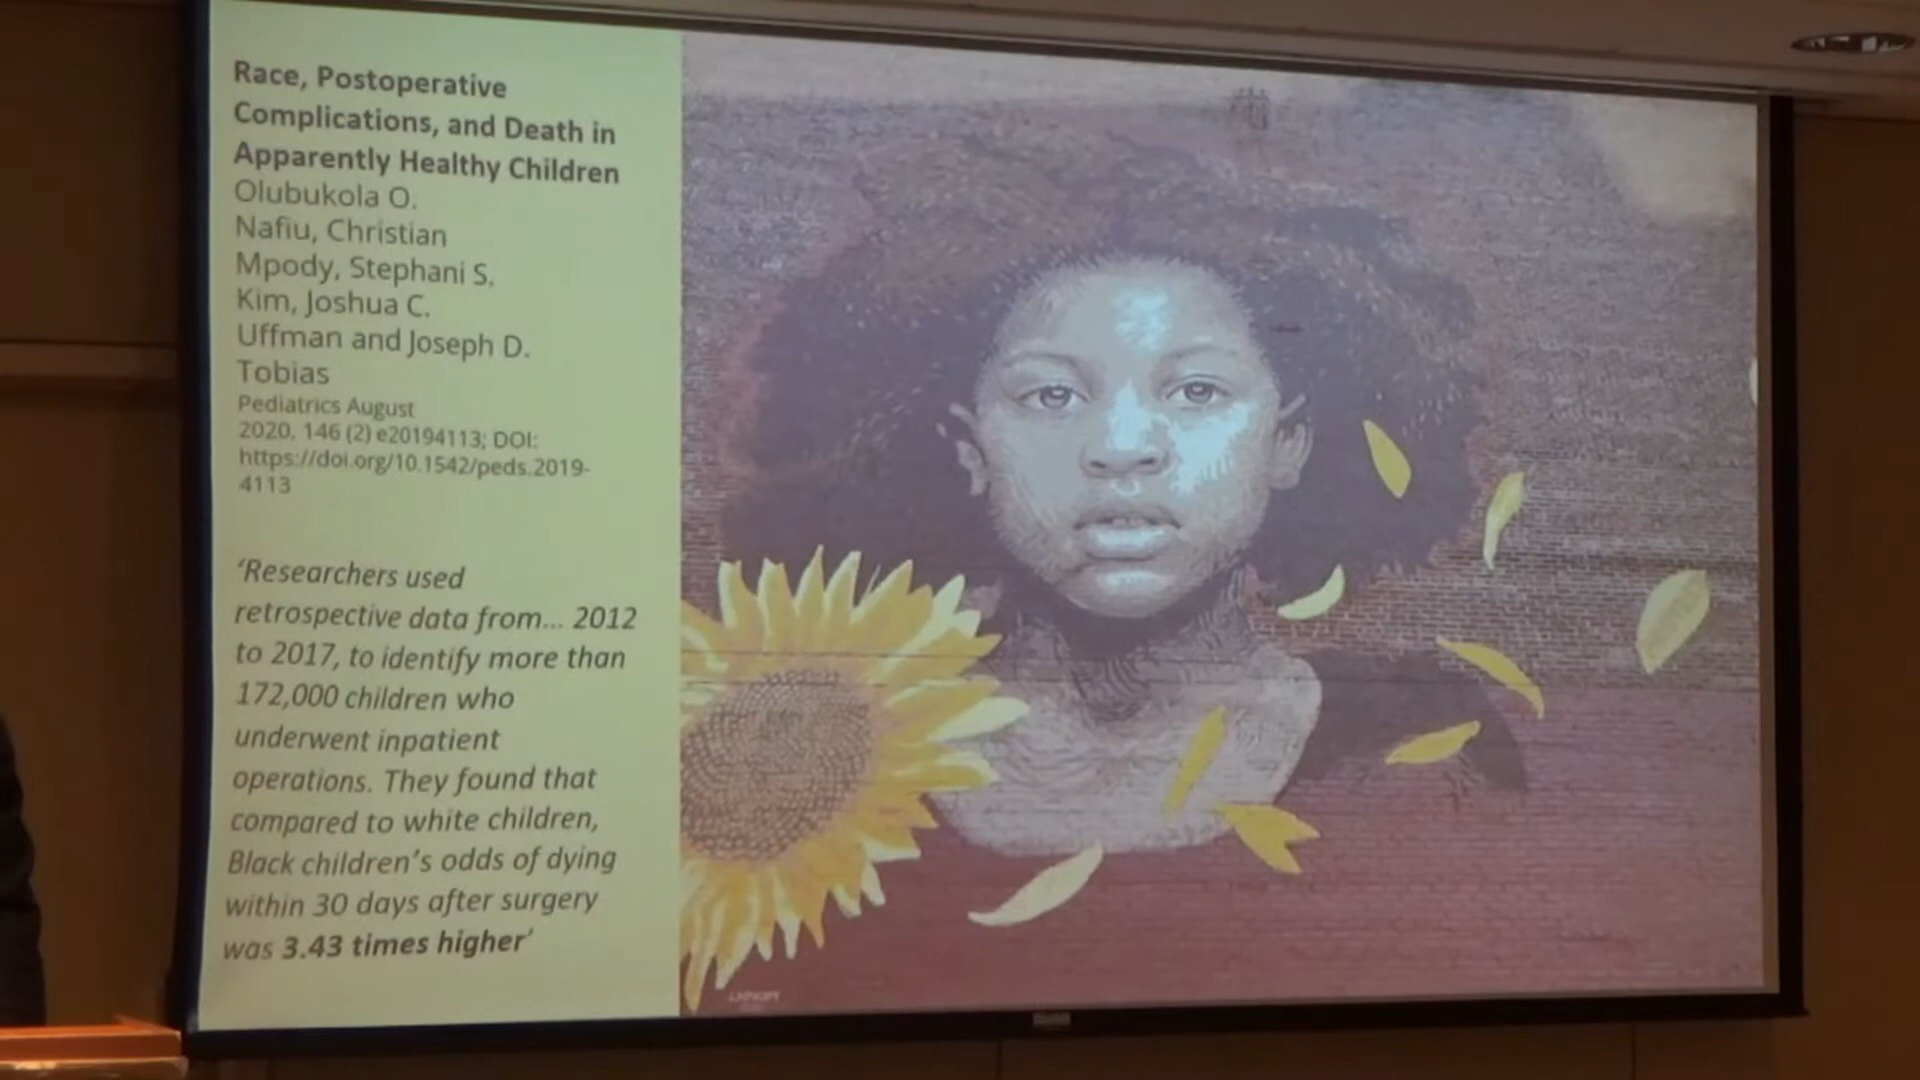 Race, Postoperative
Complications, and Death in
Apparently Healthy Children
Olubukola O.
Nafiu, Christian
Mpody, Stephani S.
Kim, Joshua C.
Uffman and Joseph D.
Tobias
Pediatrics August
2020, 146 (2) e20194113; DOI:
https://doi.org/10.1542/peds.2019-
4113
‘Researchers used
retrospective data from... 2012
to 2017, to identify more than
172,000 children who
underwent inpatient
operations. They found that
compared to white children,
Black children’s odds of dying
within 30 days after surgery
was 3.43 times higher’